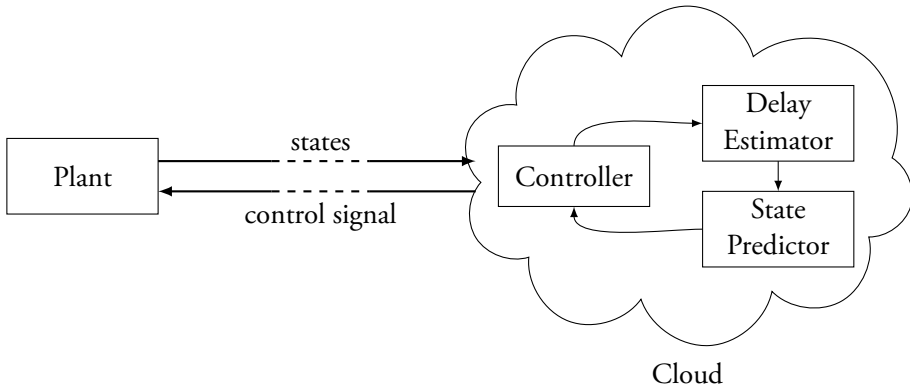 Plant
states
control signal
Controller
Delay
Estimator
State
Predictor
Cloud